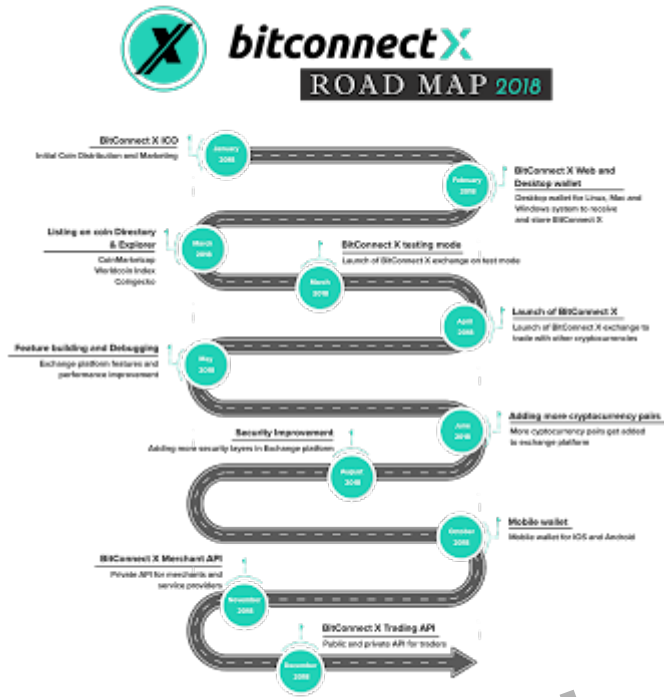 X
bitconnect X
ROAD MAP 2018
BitConnect X ICO
Initial Coin Distribution and Marketing
January
2018
February
2018
BitConnect X Web and
Desktop wallet
Desktop wallet for Linux, Mac and
Windows system to receive
and store BitConnect X
Listing on coin Directory
& Explorer
CoinMarketcap
Worldcoin Index
Coingecko
March
2018
BitConnect X testing mode
Launch of BitConnect X exchange on test mode
March
2018
April
2018
Launch of BitConnect X
Launch of BitConnect X exchange to
trade with other cryptocurrencies
Feature building and Debugging
Exchange platform features and
performance improvement
May
2018
June
2018
Adding more cryptocurrency pairs
More cyptocurrency pairs get added
to exchange platform
Security Improvement
Adding more security layers in Exchange platform
August
2018
October
2018
Mobile wallet
Mobile wallet for iOS and Android
BitConnect X Merchant API
Private API for merchants and
service providers
November
2018
BitConnect X Trading API
Public and private API for traders
December
2018